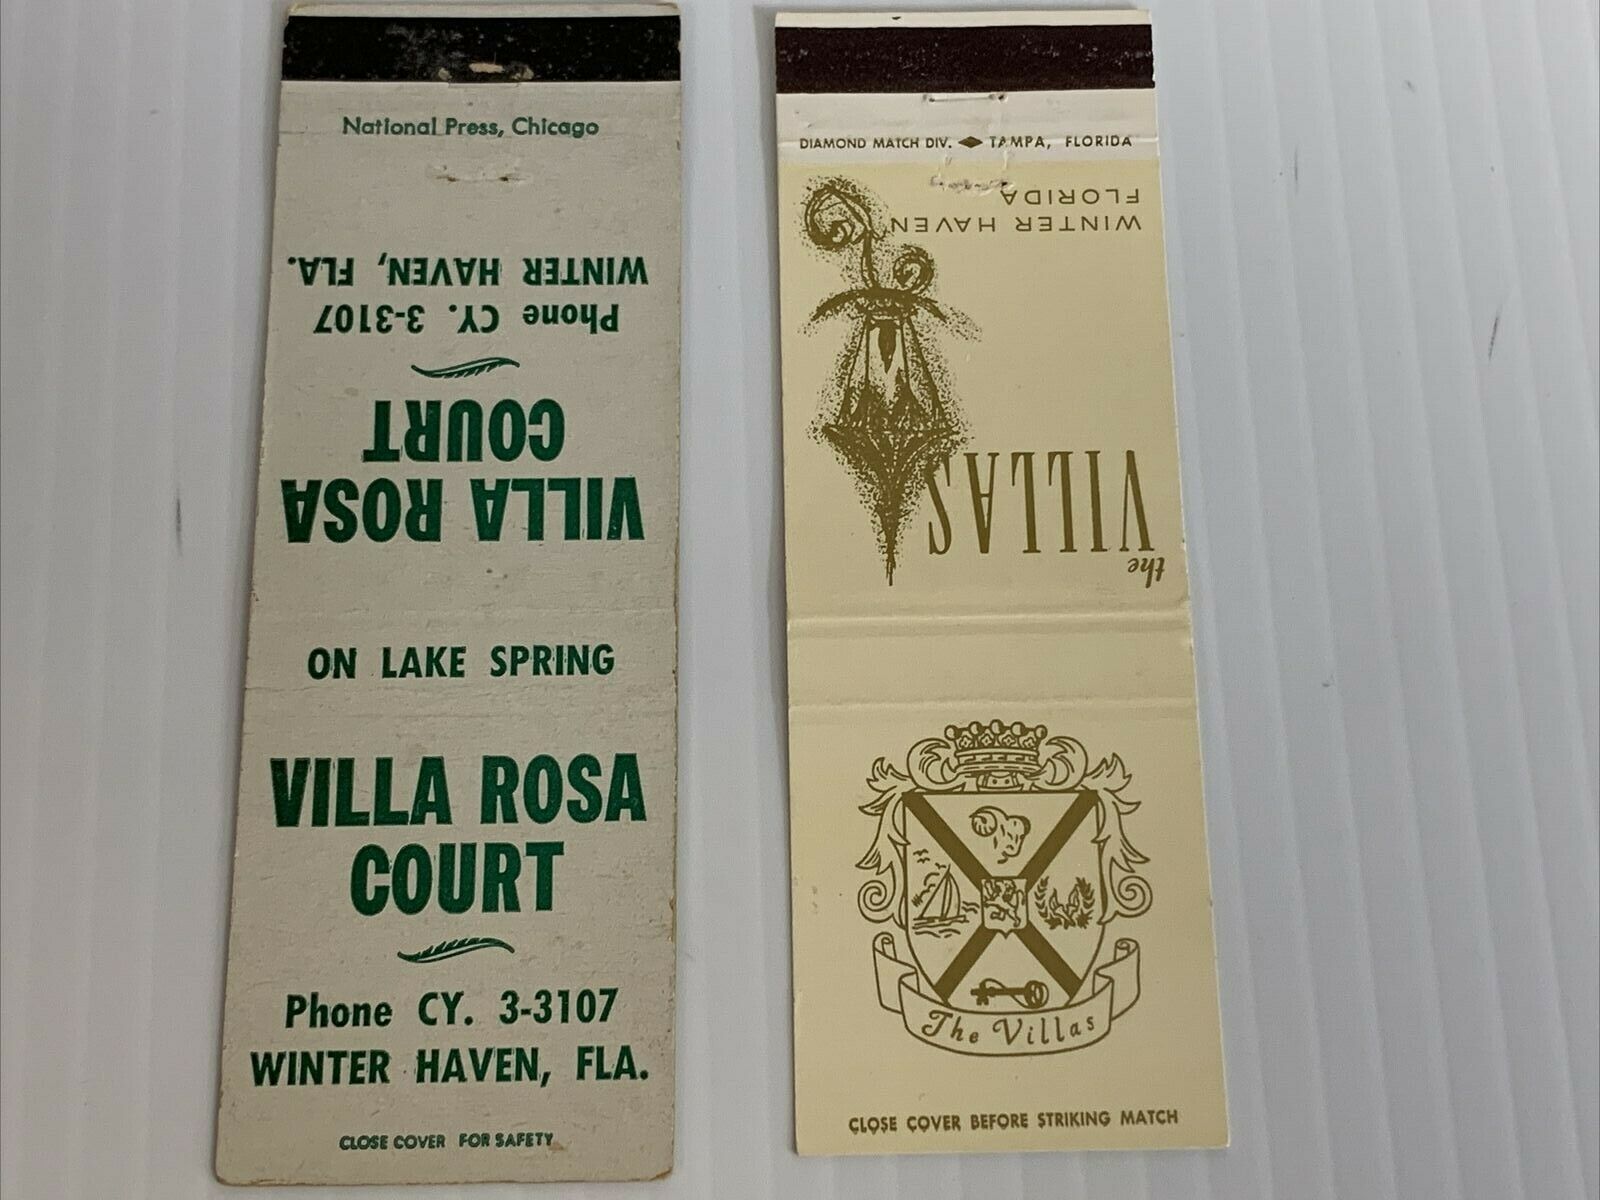 National Press, Chicago
WINTER HAVEN, FLA.
Phone CY. 3-3107
VILLA ROSA
COURT
ON LAKE SPRING
VILLA ROSA
COURT
Phone CY. 3-3107
WINTER HAVEN, FLA.
CLOSE COVER FOR SAFETY
DIAMOND MATCH DIV. TAMPA, FLORIDA
the
VILLAS
WINTER HAVEN
FLORIDA
The Villas
CLOSE COVER BEFORE STRIKING MATCH